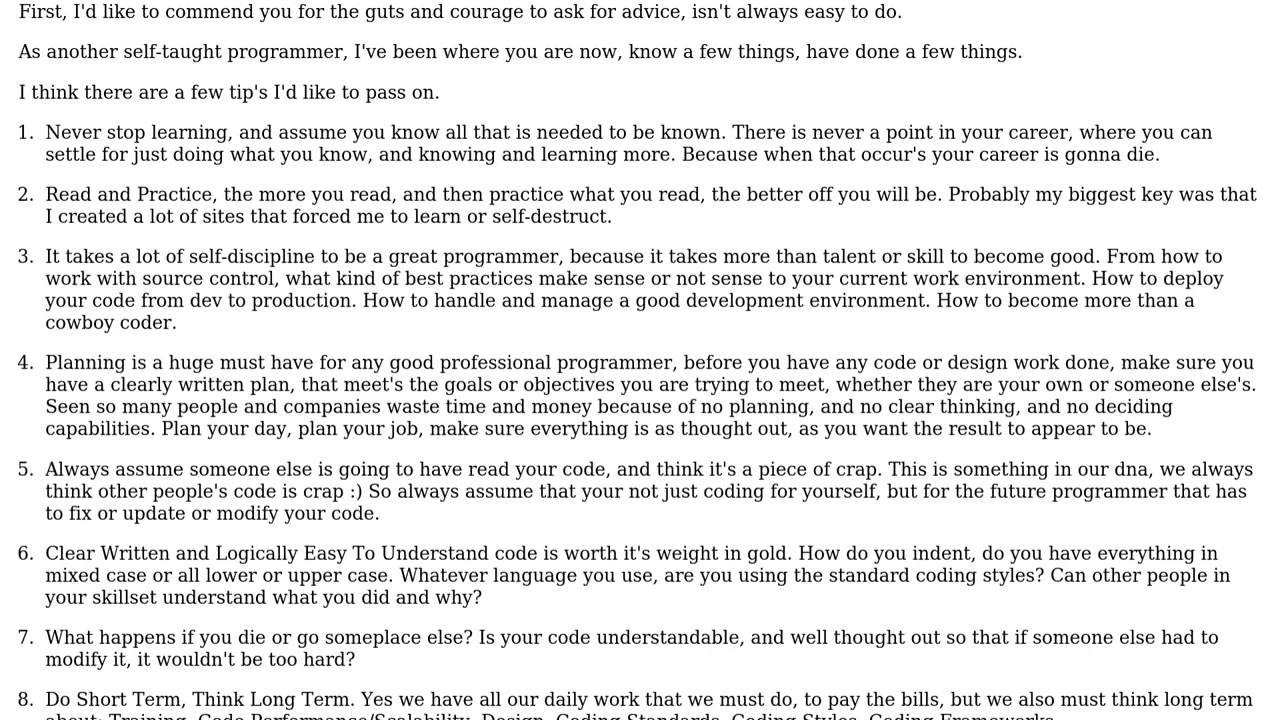 First, I'd like to commend you for the guts and courage to ask for advice, isn't always easy to do.
As another self-taught programmer, I've been where you are now, know a few things, have done a few things.
I think there are a few tip's I'd like to pass on.
1. Never stop learning, and assume you know all that is needed to be known. There is never a point in your career, where you can
settle for just doing what you know, and knowing and learning more. Because when that occur's your career is gonna die.
2. Read and Practice, the more you read, and then practice what you read, the better off you will be. Probably my biggest key was that
I created a lot of sites that forced me to learn or self-destruct.
3. It takes a lot of self-discipline to be a great programmer, because it takes more than talent or skill to become good. From how to
work with source control, what kind of best practices make sense or not sense to your current work environment. How to deploy
your code from dev to production. How to handle and manage a good development environment. How to become more than a
cowboy coder.
4. Planning is a huge must have for any good professional programmer, before you have any code or design work done, make sure you
have a clearly written plan, that meet's the goals or objectives you are trying to meet, whether they are your own or someone else's.
Seen so many people and companies waste time and money because of no planning, and no clear thinking, and no deciding
capabilities. Plan your day, plan your job, make sure everything is as thought out, as you want the result to appear to be.
5. Always assume someone else is going to have read your code, and think it's a piece of crap. This is something in our dna, we always
think other people's code is crap :) So always assume that your not just coding for yourself, but for the future programmer that has
to fix or update or modify your code.
6. Clear Written and Logically Easy To Understand code is worth it's weight in gold. How do you indent, do you have everything in
mixed case or all lower or upper case. Whatever language you use, are you using the standard coding styles? Can other people in
your skillset understand what you did and why?
7. What happens if you die or go someplace else? Is your code understandable, and well thought out so that if someone else had to
modify it, it wouldn't be too hard?
8. Do Short Term, Think Long Term. Yes we have all our daily work that we must do, to pay the bills, but we also must think long term
about: Training, Code Performance/Scalability, Design, Coding Standards, Coding Styles, Coding Frameworks